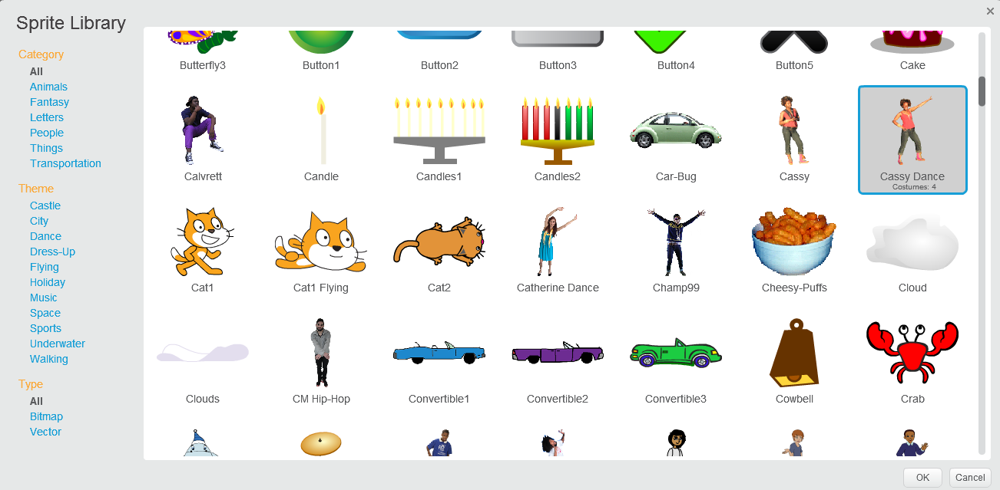 Sprite Library
Category
All
Animals
Fantasy
Letters
People
Things
Transportation
Theme
Castle
City
Dance
Dress-Up
Flying
Holiday
Music
Space
Sports
Underwater
Walking
Type
All
Bitmap
Vector
Butterfly3 Button1 Button2 Button3 Button4 Button5 Cake
Calvrett Candle Candles1 Candles2 Car-Bug Cassy Cassy Dance
Costumes: 4
Cat1 Cat1 Flying Cat2 Catherine Dance Champ99 Cheesy-Puffs Cloud
Clouds CM Hip-Hop Convertible1 Convertible2 Convertible3 Cowbell Crab
OK Cancel